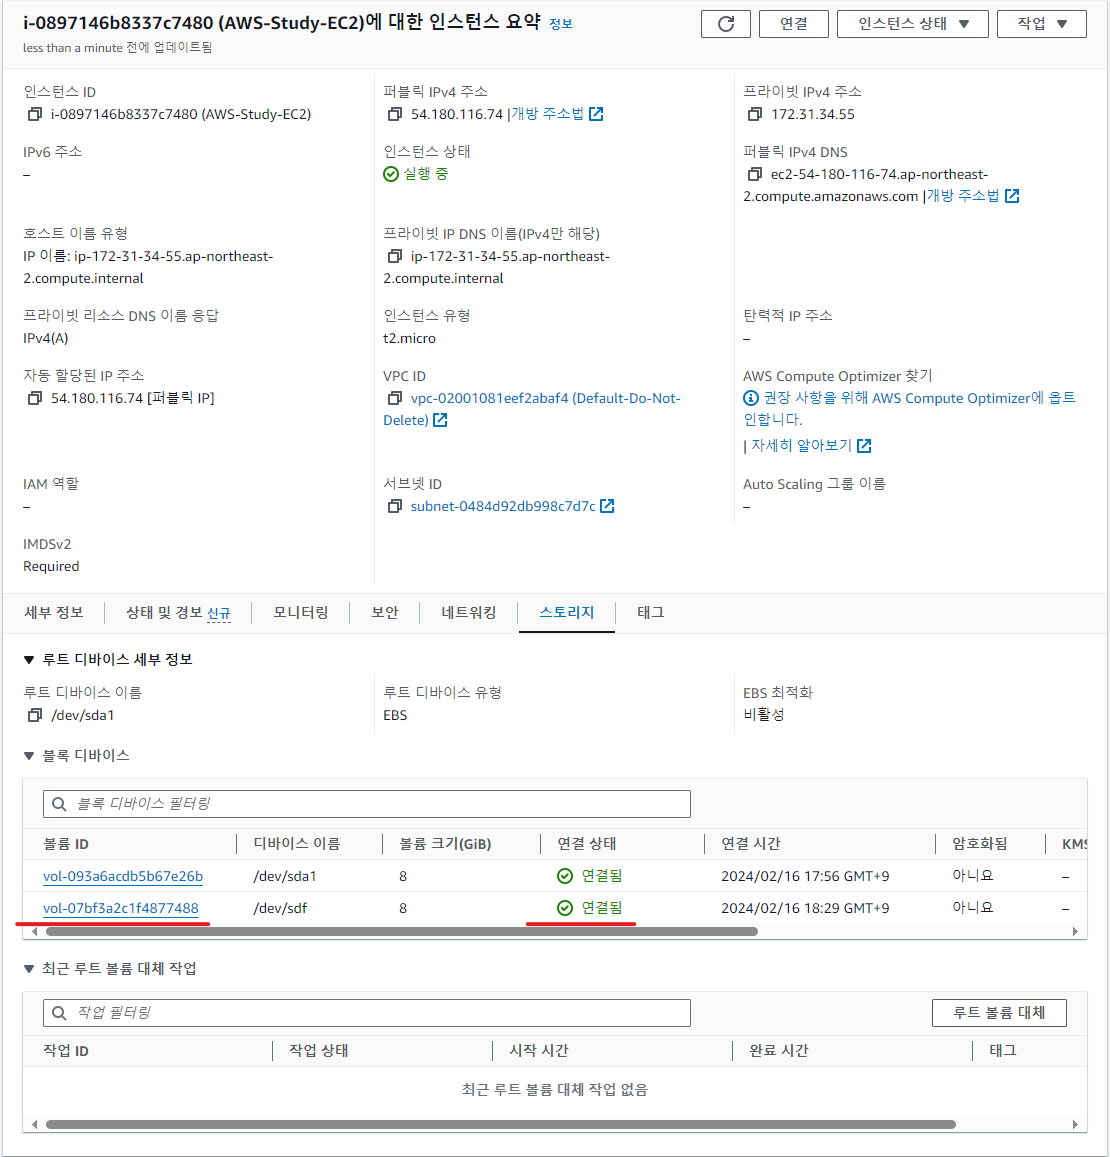 i-0897146b8337c7480 (AWS-Study-EC2)에 대한 인스턴스 요약 정보
less than a minute 전에 업데이트됨
연결
인스턴스 상태 ▼
작업 ▼
인스턴스 ID
i-0897146b8337c7480 (AWS-Study-EC2)
퍼블릭 IPv4 주소
54.180.116.74 |개방 주소법
프라이빗 IPv4 주소
172.31.34.55
IPv6 주소
–
인스턴스 상태
실행 중
퍼블릭 IPv4 DNS
ec2-54-180-116-74.ap-northeast-
2.compute.amazonaws.com |개방 주소법
호스트 이름 유형
IP 이름: ip-172-31-34-55.ap-northeast-
2.compute.internal
프라이빗 IP DNS 이름(IPv4만 해당)
ip-172-31-34-55.ap-northeast-
2.compute.internal
프라이빗 리소스 DNS 이름 응답
IPv4(A)
인스턴스 유형
t2.micro
탄력적 IP 주소
–
자동 할당된 IP 주소
54.180.116.74 [퍼블릭 IP]
VPC ID
vpc-02001081eef2abaf4 (Default-Do-Not-
Delete)
AWS Compute Optimizer 찾기
권장 사항을 위해 AWS Compute Optimizer에 옵트
인합니다.
| 자세히 알아보기
IAM 역할
–
서브넷 ID
subnet-0484d92db998c7d7c
Auto Scaling 그룹 이름
–
IMDSv2
Required
세부 정보
상태 및 경보 신규
모니터링
보안
네트워킹
스토리지
태그
▼ 루트 디바이스 세부 정보
루트 디바이스 이름
/dev/sda1
루트 디바이스 유형
EBS
EBS 최적화
비활성
▼ 블록 디바이스
블록 디바이스 필터링
볼륨 ID 디바이스 이름 볼륨 크기(GiB) 연결 상태 연결 시간 암호화됨 KMS
vol-093a6acdb5b67e26b /dev/sda1 8 연결됨 2024/02/16 17:56 GMT+9 아니요 –
vol-07bf3a2c1f4877488 /dev/sdf 8 연결됨 2024/02/16 18:29 GMT+9 아니요 –
▼ 최근 루트 볼륨 대체 작업
작업 필터링
루트 볼륨 대체
작업 ID 작업 상태 시작 시간 완료 시간 태그
최근 루트 볼륨 대체 작업 없음